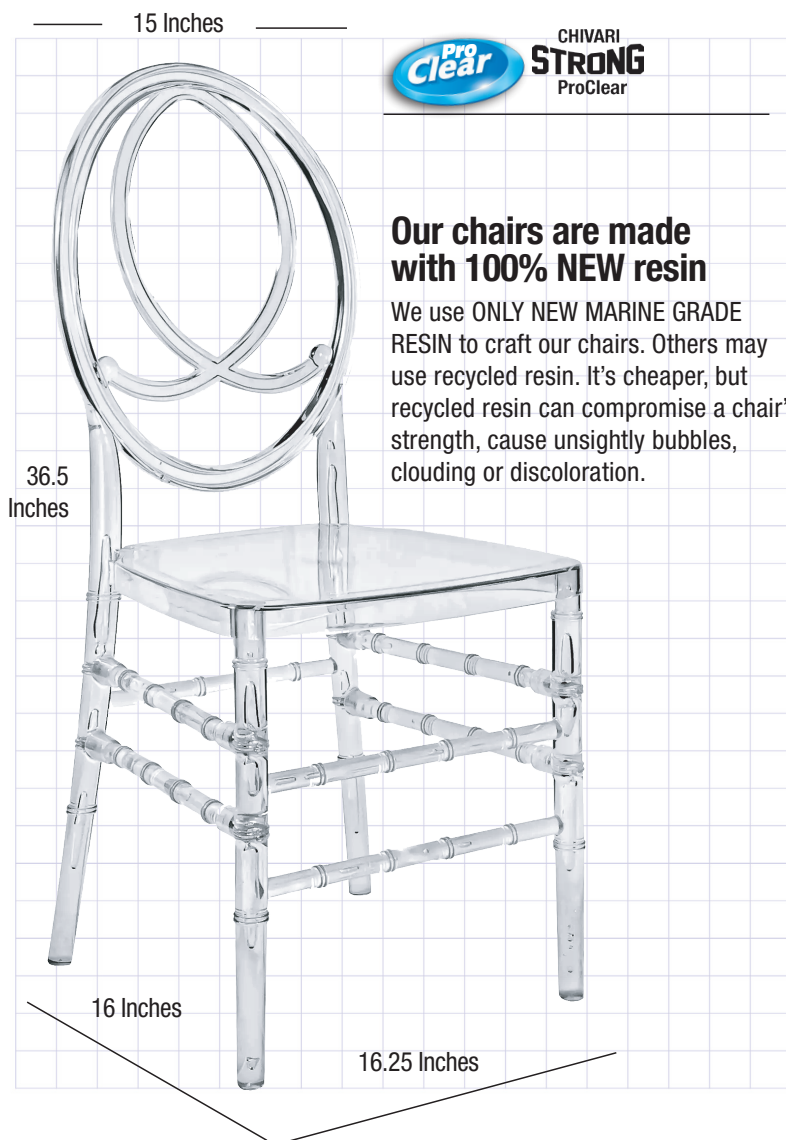 15 Inches
Pro
Clear
CHIVARI
STRONG
ProClear
Our chairs are made
with 100% NEW resin
We use ONLY NEW MARINE GRADE
RESIN to craft our chairs. Others may
use recycled resin. It’s cheaper, but
recycled resin can compromise a chair’
strength, cause unsightly bubbles,
clouding or discoloration.
36.5
Inches
16 Inches
16.25 Inches